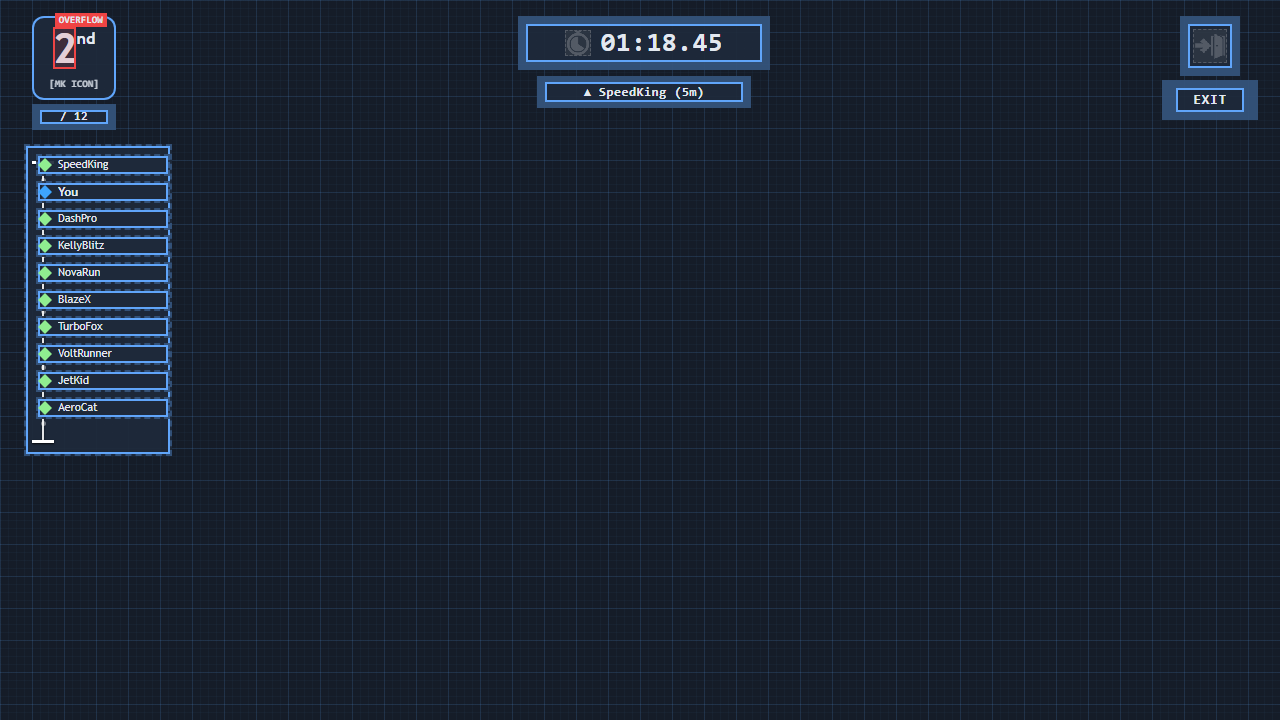 OVERFLOW
2nd
[MK ICON]
/ 12
01:18.45
▲ SpeedKing (5m)
EXIT
SpeedKing
You
DashPro
KellyBlitz
NovaRun
BlazeX
TurboFox
VoltRunner
JetKid
AeroCat